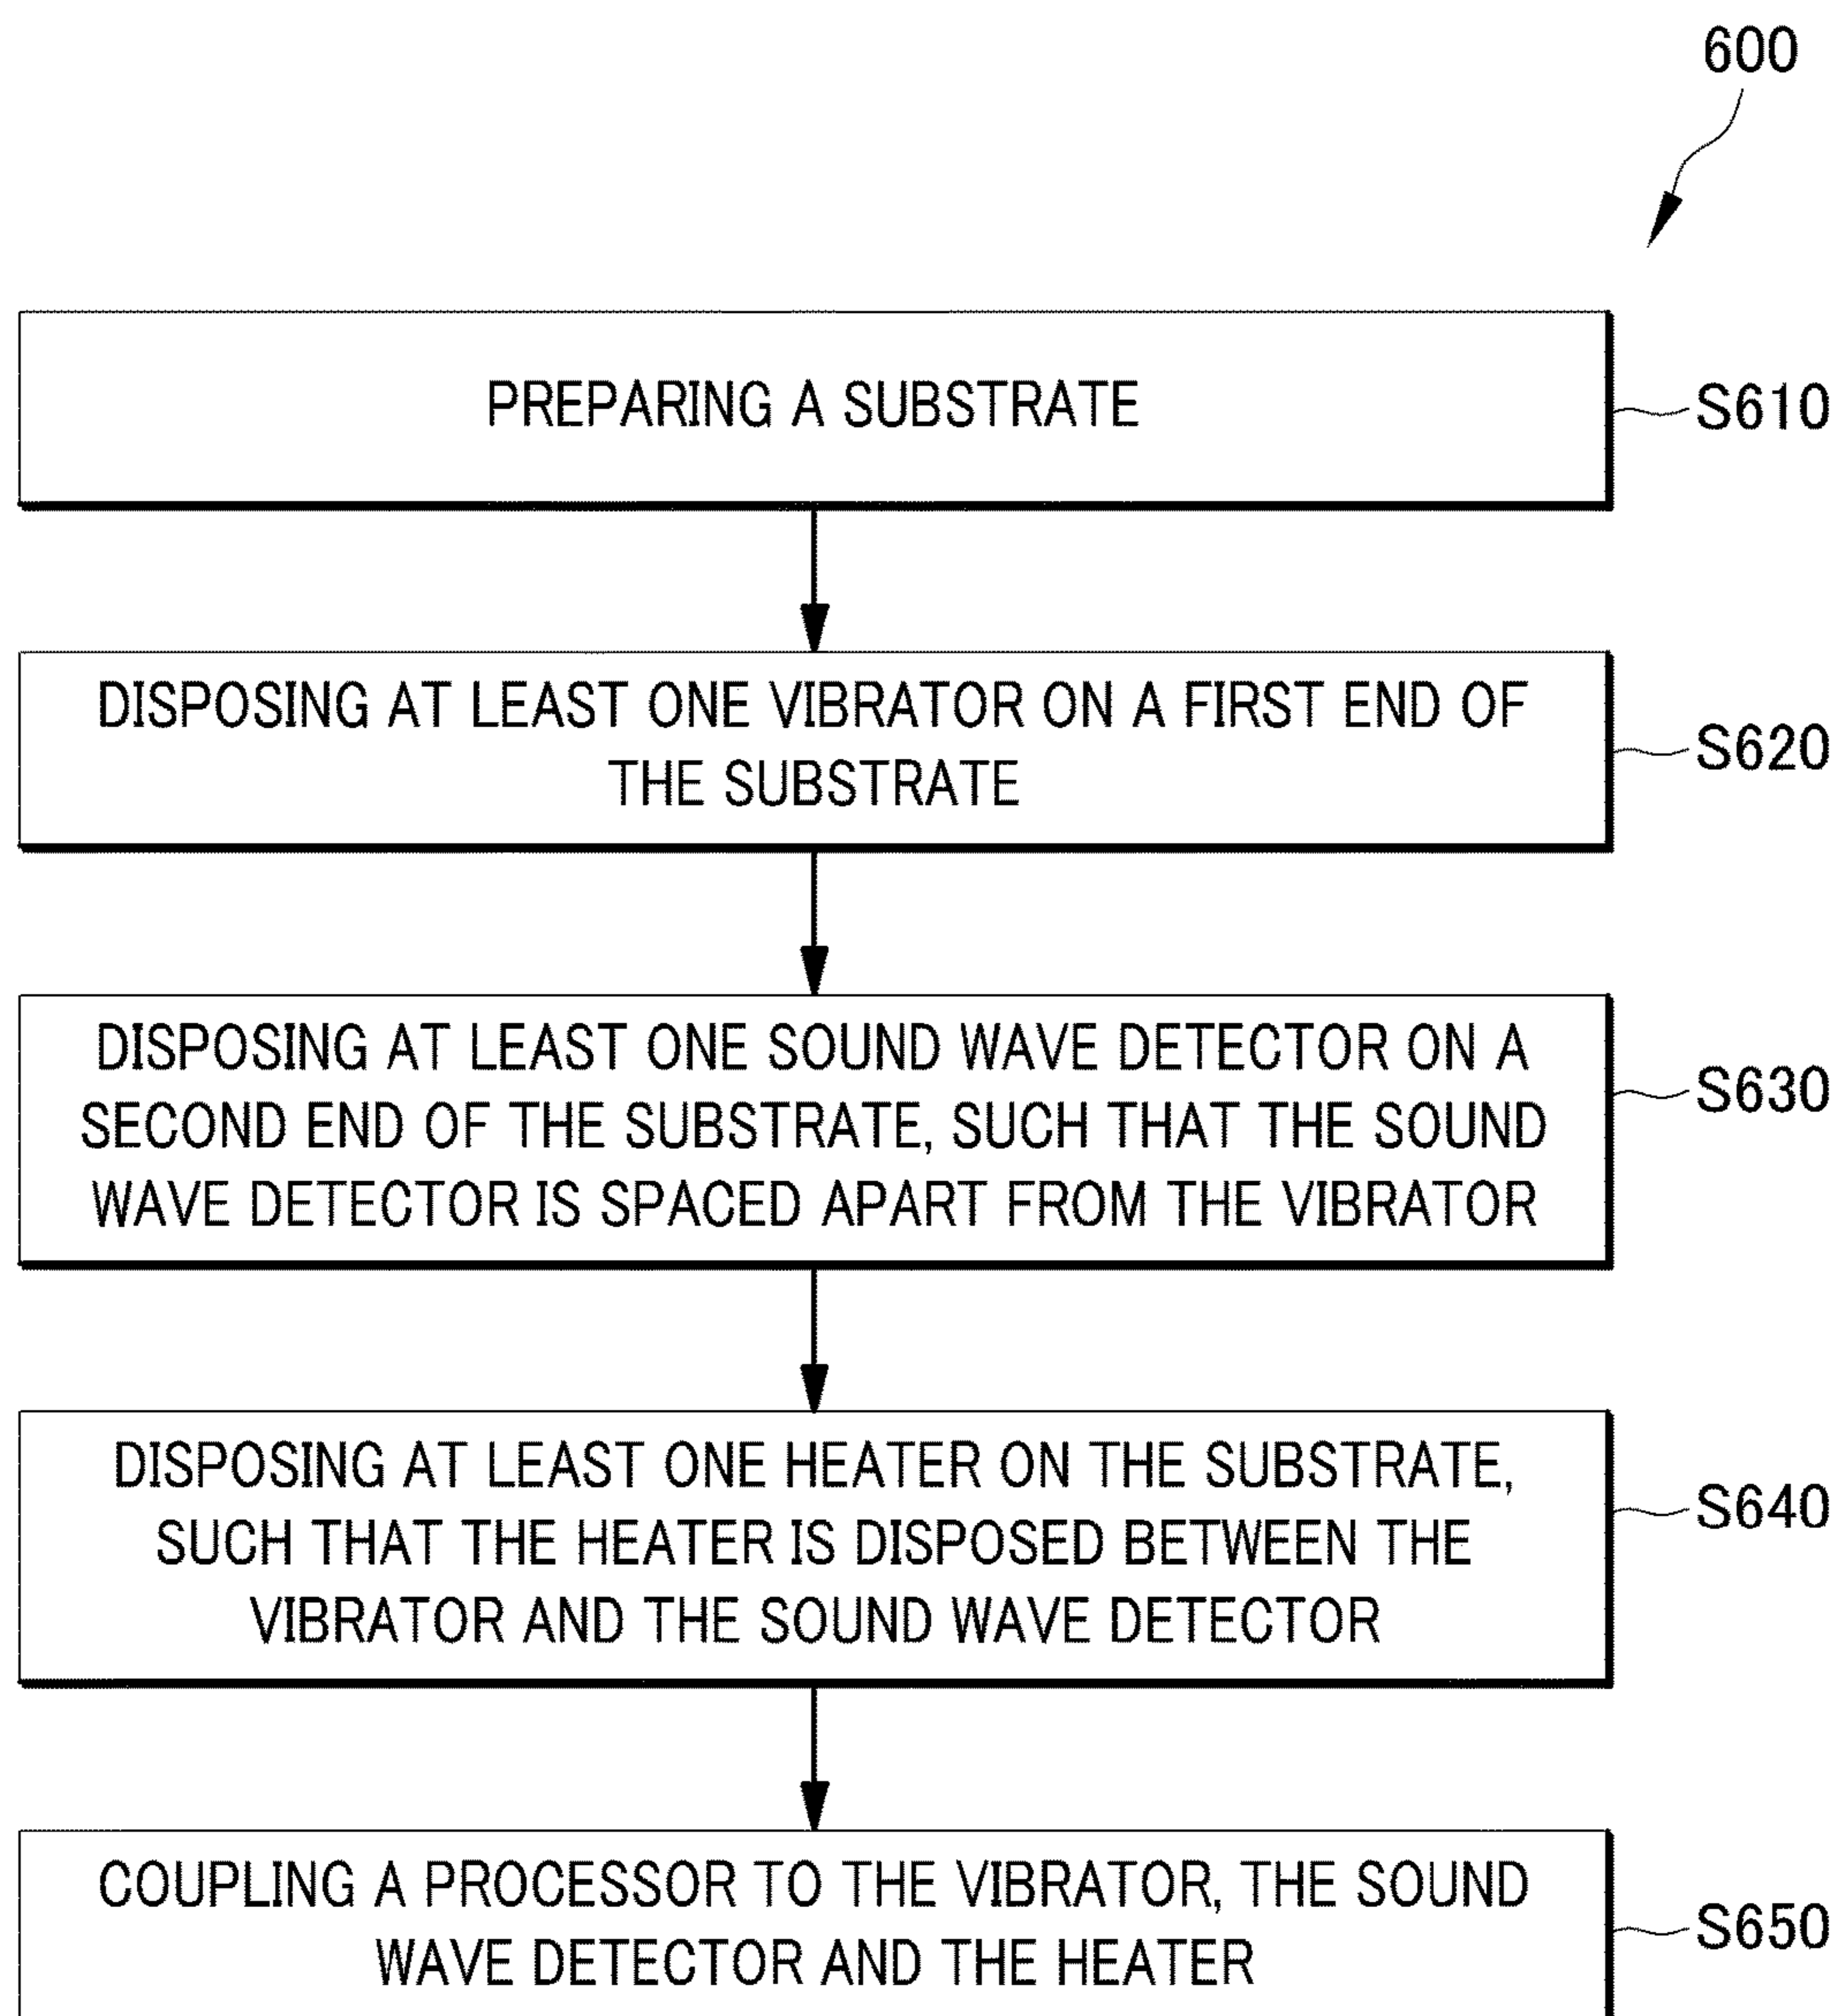 600
PREPARING A SUBSTRATE
S610
DISPOSING AT LEAST ONE VIBRATOR ON A FIRST END OF
THE SUBSTRATE
S620
DISPOSING AT LEAST ONE SOUND WAVE DETECTOR ON A
SECOND END OF THE SUBSTRATE, SUCH THAT THE SOUND
WAVE DETECTOR IS SPACED APART FROM THE VIBRATOR
S630
DISPOSING AT LEAST ONE HEATER ON THE SUBSTRATE,
SUCH THAT THE HEATER IS DISPOSED BETWEEN THE
VIBRATOR AND THE SOUND WAVE DETECTOR
S640
COUPLING A PROCESSOR TO THE VIBRATOR, THE SOUND
WAVE DETECTOR AND THE HEATER
S650